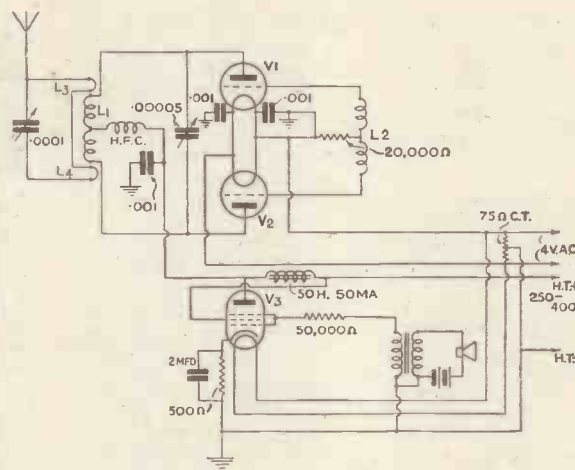 V1
L3
.001
.001
L1
.00005
L2
H.F.C.
.0001
20,000Ω
L4
.001
V2
75Ω C.T.
4V.A.C
H.T.+
50H. 50MA
250-
400
V3
50,000Ω
2MFD
H.T.-
500Ω